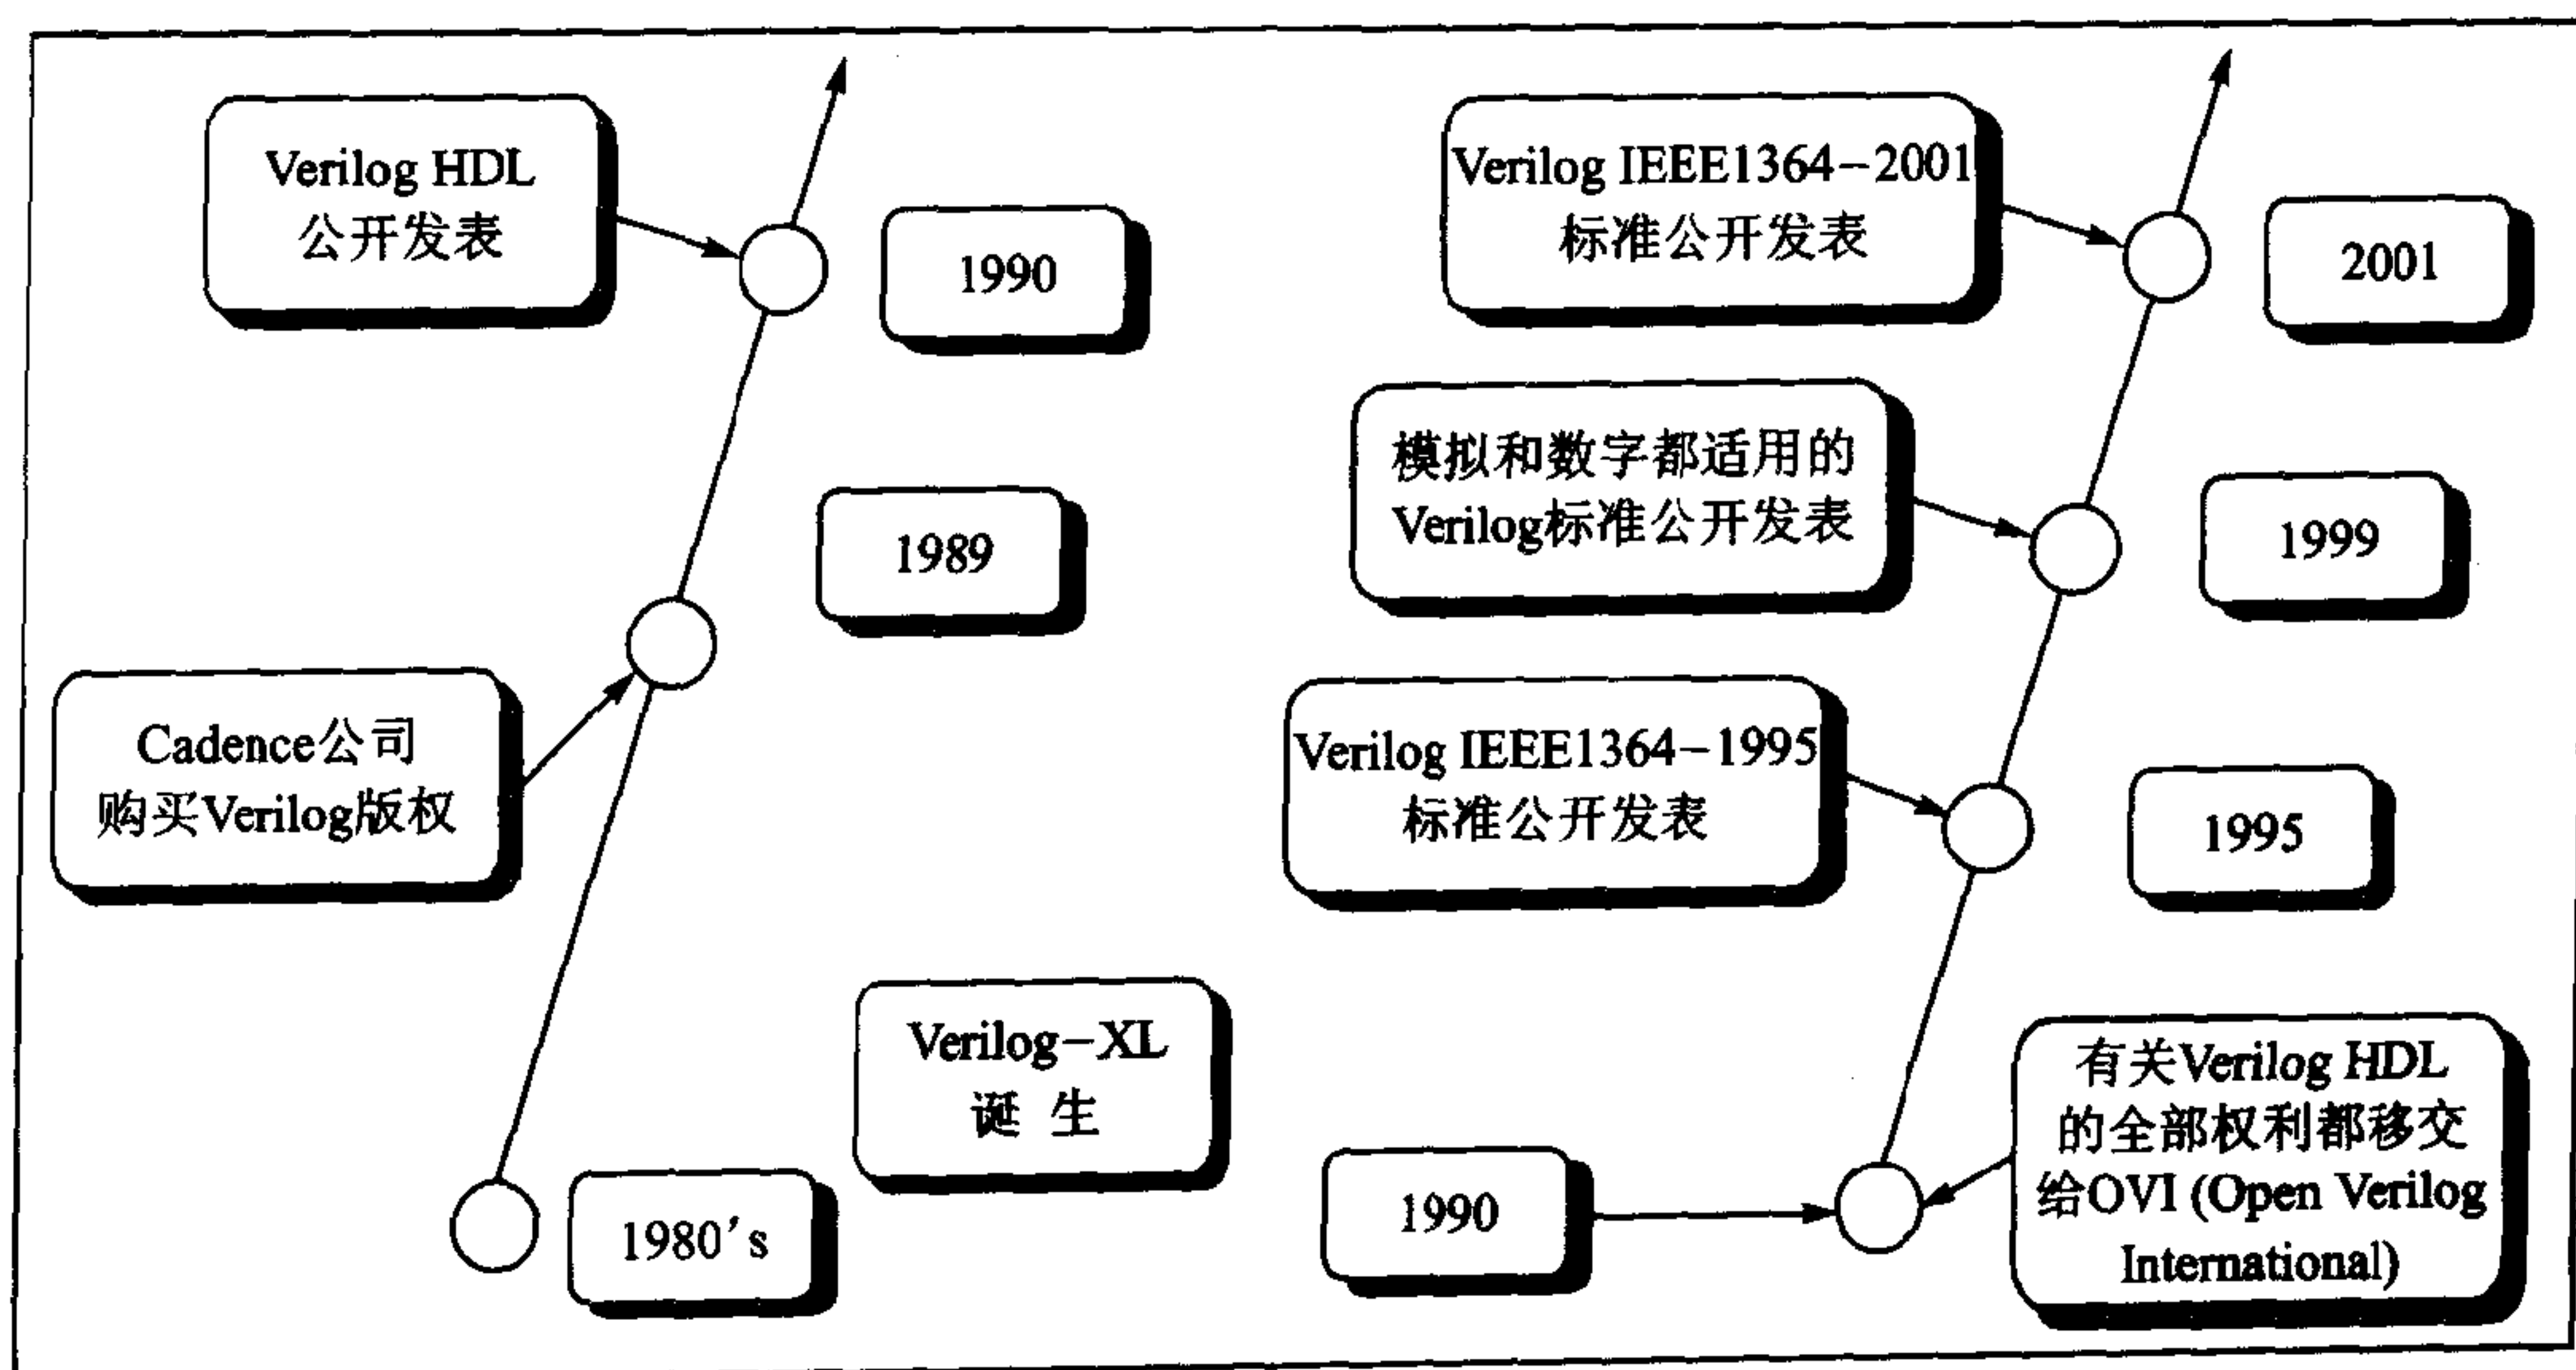 Verilog HDL
公开发表
1990
1989
Cadence公司
购买Verilog版权
Verilog-XL
诞 生
1980's
Verilog IEEE1364-2001
标准公开发表
2001
模拟和数字都适用的
Verilog标准公开发表
1999
Verilog IEEE1364-1995
标准公开发表
1995
1990
有关Verilog HDL
的全部权利都移交
给OVI (Open Verilog
International)